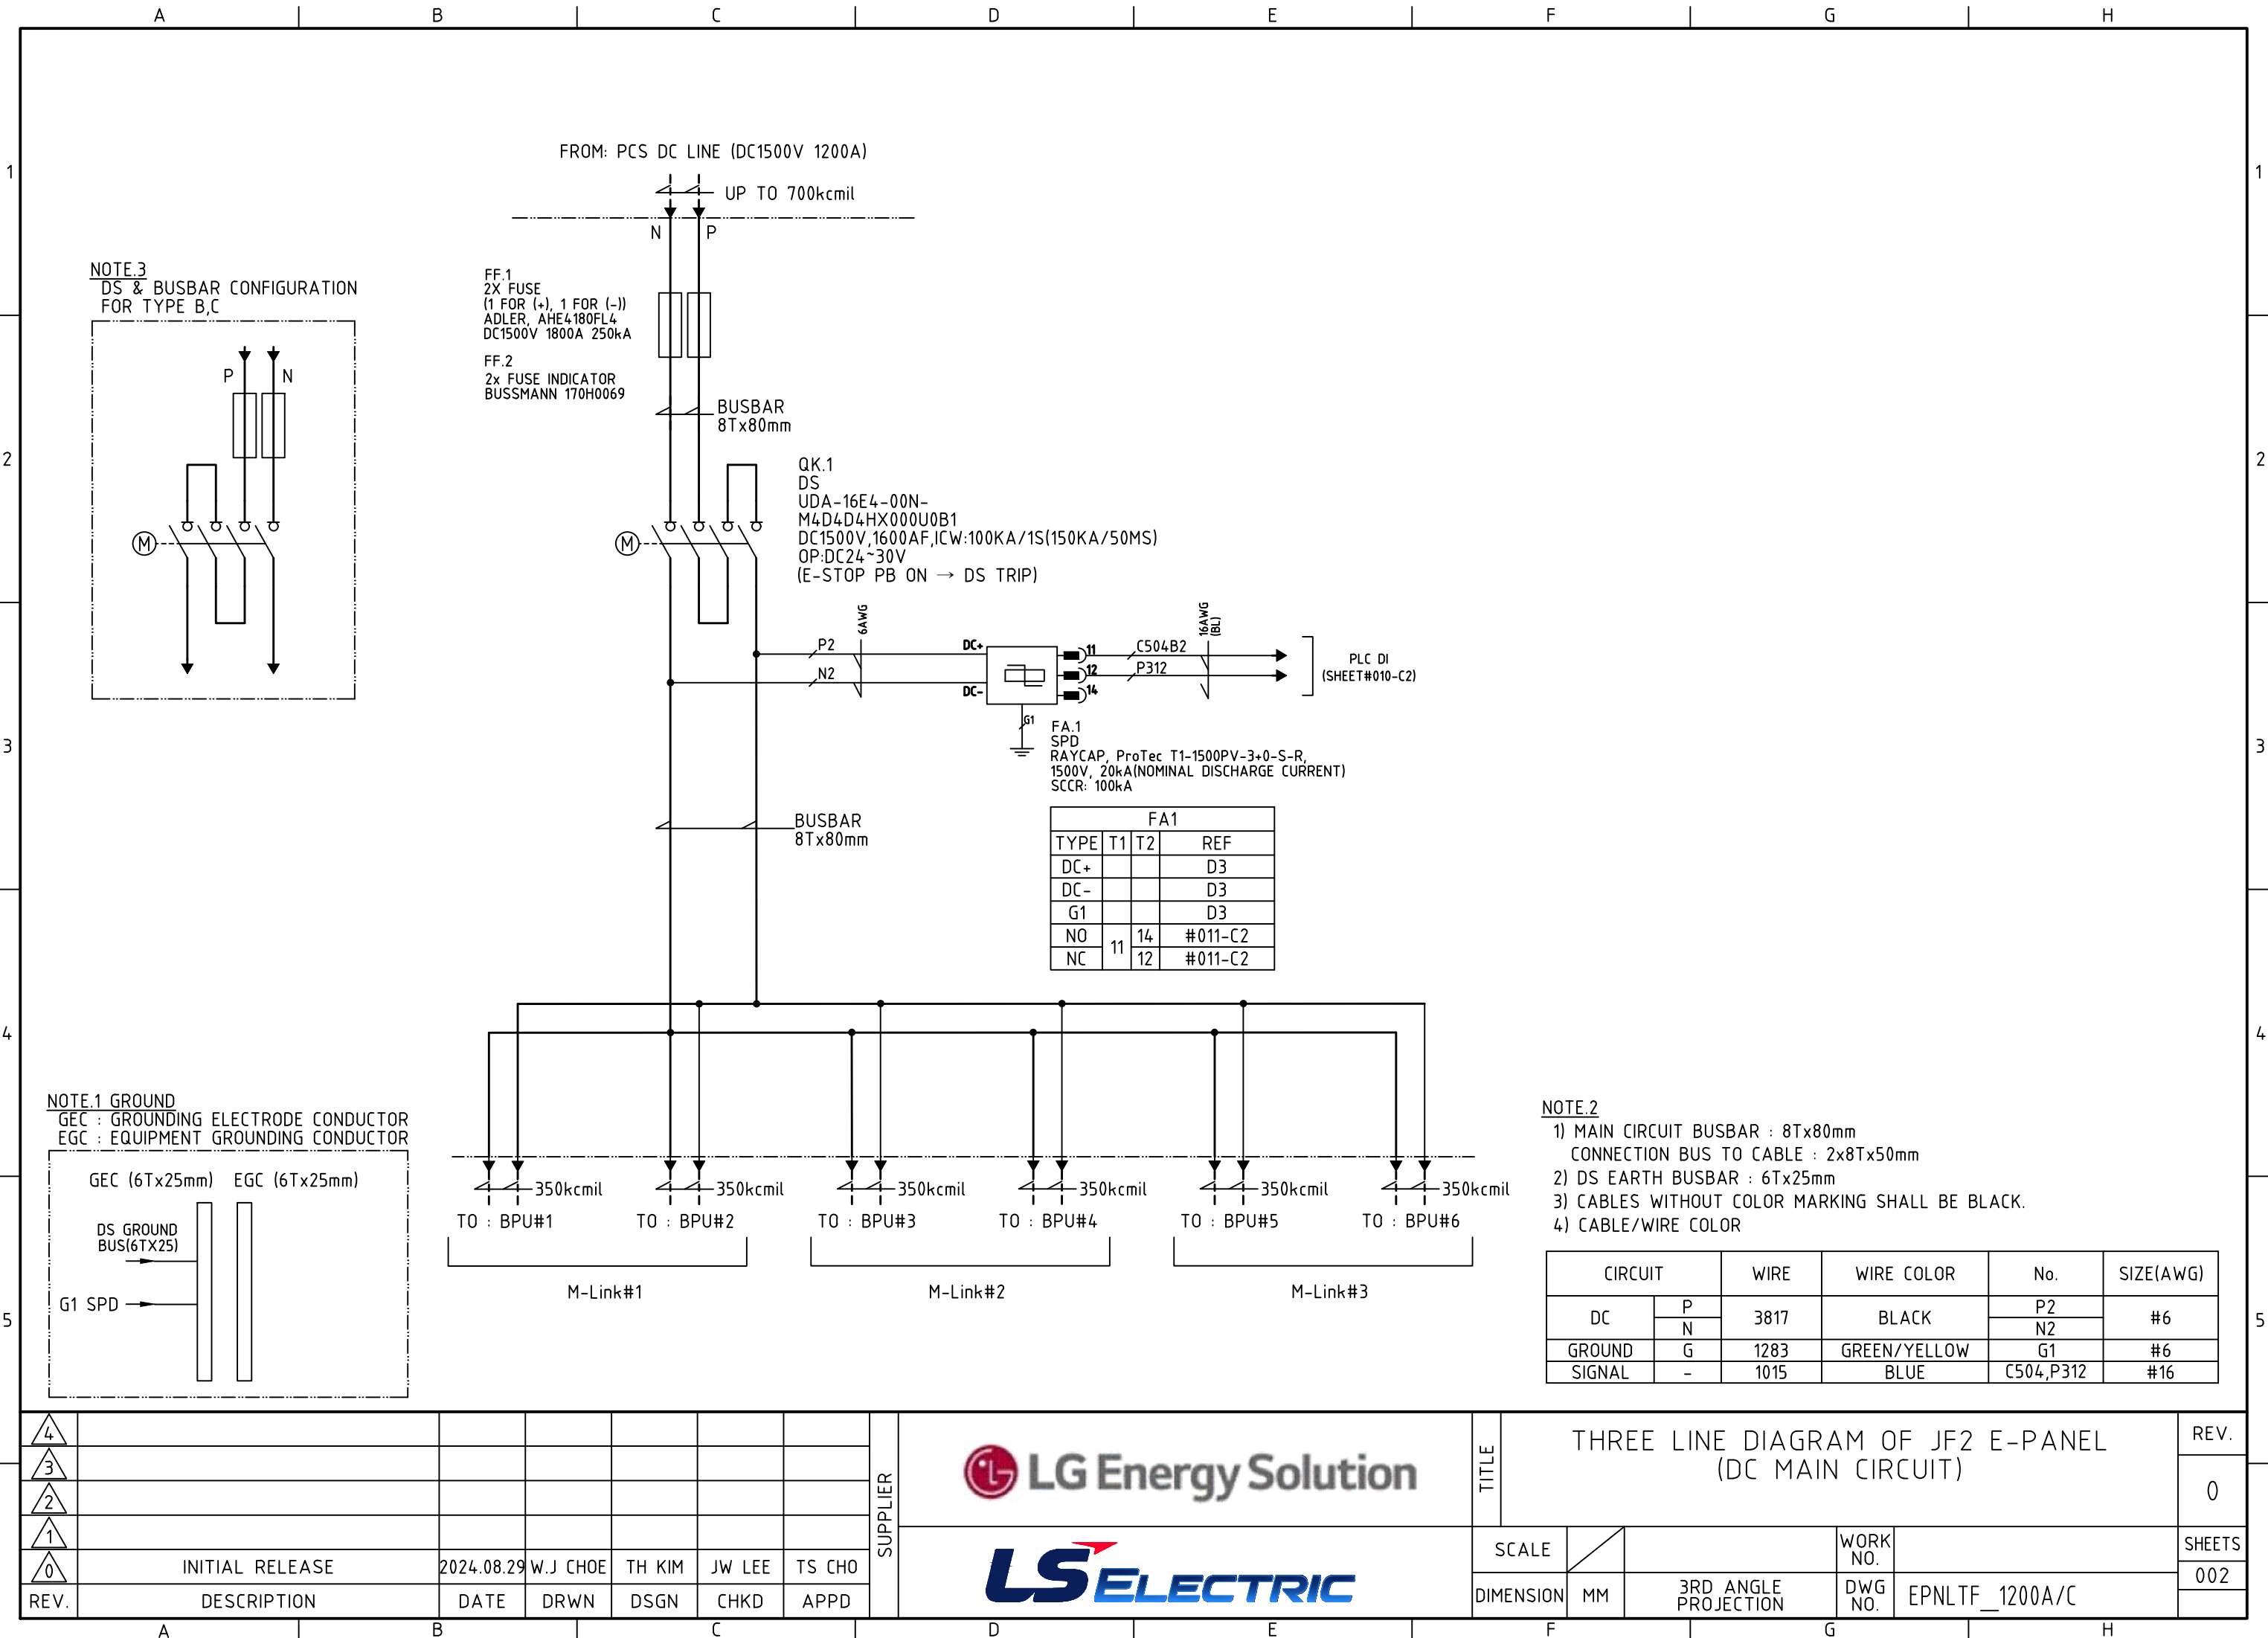 A B C D E F G H
1 1
2 2
3 3
4 4
5 5
FROM: PCS DC LINE (DC1500V 1200A)
UP TO 700kcmil
N P
FF.1
2X FUSE
(1 FOR (+), 1 FOR (-))
ADLER, AHE4180FL4
DC1500V 1800A 250kA
FF.2
2x FUSE INDICATOR
BUSSMANN 170H0069
BUSBAR
8Tx80mm
NOTE.3
DS & BUSBAR CONFIGURATION
FOR TYPE B,C
P N
M
M
QK.1
DS
UDA-16E4-00N-
M4D4D4HX000U0B1
DC1500V,1600AF,ICW:100KA/1S(150KA/50MS)
OP:DC24~30V
(E-STOP PB ON → DS TRIP)
P2
N2
6AWG
DC+
DC-
11
12
14
G1
C504B2
P312
16AWG
(BL)
PLC DI
(SHEET#010-C2)
FA.1
SPD
RAYCAP, ProTec T1-1500PV-3+0-S-R,
1500V, 20kA(NOMINAL DISCHARGE CURRENT)
SCCR: 100kA
BUSBAR
8Tx80mm
FA1
TYPE T1 T2 REF
DC+ D3
DC- D3
G1 D3
NO 11 14 #011-C2
NC 12 #011-C2
NOTE.1 GROUND
GEC : GROUNDING ELECTRODE CONDUCTOR
EGC : EQUIPMENT GROUNDING CONDUCTOR
GEC (6Tx25mm) EGC (6Tx25mm)
DS GROUND
BUS(6TX25)
G1 SPD
350kcmil 350kcmil 350kcmil 350kcmil 350kcmil 350kcmil
TO : BPU#1 TO : BPU#2 TO : BPU#3 TO : BPU#4 TO : BPU#5 TO : BPU#6
M-Link#1 M-Link#2 M-Link#3
NOTE.2
1) MAIN CIRCUIT BUSBAR : 8Tx80mm
CONNECTION BUS TO CABLE : 2x8Tx50mm
2) DS EARTH BUSBAR : 6Tx25mm
3) CABLES WITHOUT COLOR MARKING SHALL BE BLACK.
4) CABLE/WIRE COLOR
CIRCUIT WIRE WIRE COLOR No. SIZE(AWG)
DC P 3817 BLACK P2 #6
N N2
GROUND G 1283 GREEN/YELLOW G1 #6
SIGNAL - 1015 BLUE C504,P312 #16
4
3
2
1
0 INITIAL RELEASE 2024.08.29 W.J CHOE TH KIM JW LEE TS CHO
REV. DESCRIPTION DATE DRWN DSGN CHKD APPD
SUPPLIER
LG Energy Solution
LS ELECTRIC
TITLE
THREE LINE DIAGRAM OF JF2 E-PANEL
(DC MAIN CIRCUIT)
REV.
0
SCALE
WORK
NO.
SHEETS
002
DIMENSION MM
3RD ANGLE
PROJECTION
DWG
NO.
EPNLTF_1200A/C
A B C D E F G H